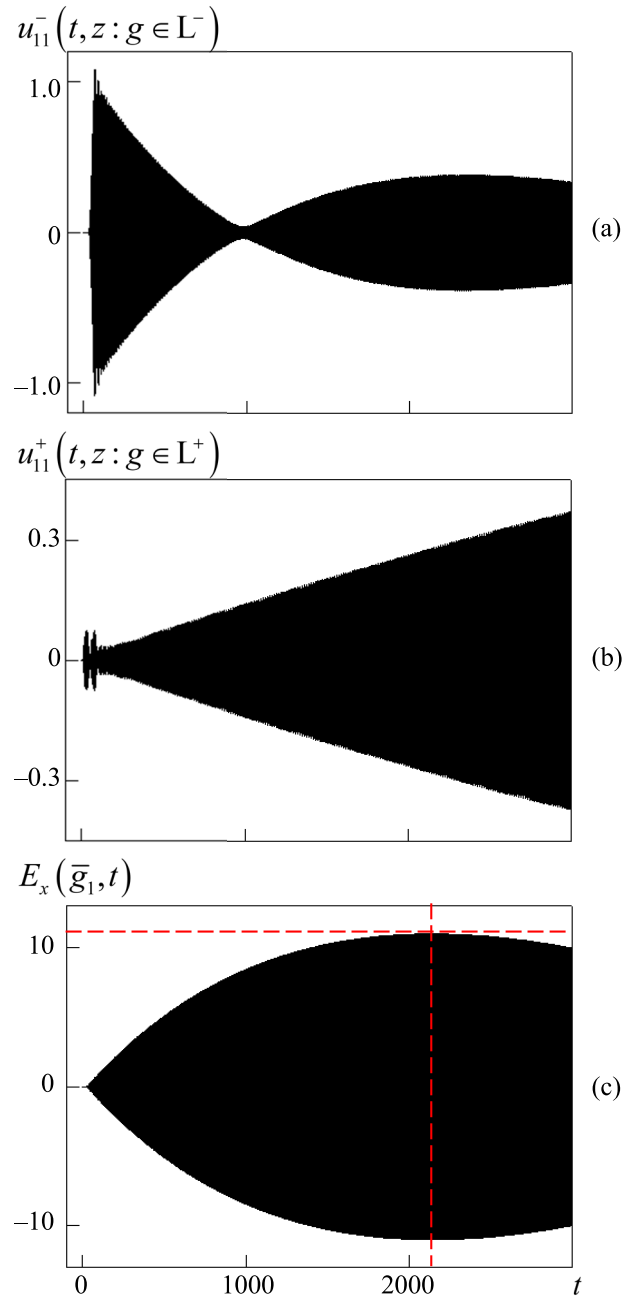 u₁₁⁻(t, z : g ∈ L⁻)
1.0
0
–1.0
(a)
u₁₁⁺(t, z : g ∈ L⁺)
0.3
0
–0.3
(b)
Eₓ(g̅₁, t)
10
0
–10
(c)
0 1000 2000 t